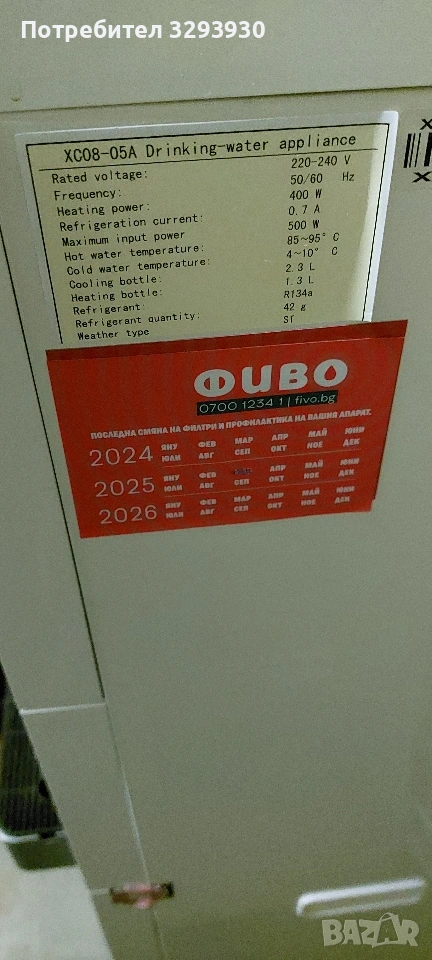 Потребител 3293930
XC08-05A Drinking-water appliance
Rated voltage: 220-240 V
Frequency: 50/60 Hz
Heating power: 400 W
Refrigeration current: 0.7 A
Maximum input power 500 W
Hot water temperature: 85~95° C
Cold water temperature: 4~10° C
Cooling bottle: 2.3 L
Heating bottle: 1.3 L
Refrigerant: R134a
Refrigerant quantity: 42 g
Weather type ST
ФИВО
0700 1234 1 | fivo.bg
ПОСЛЕДНА СМЯНА НА ФИЛТРИ И ПРОФИЛАКТИКА НА ВАШИЯ АПАРАТ.
2024 ЯНУ ФЕВ МАР АПР МАЙ ЮНИ
ЮЛИ АВГ СЕП ОКТ НОЕ ДЕК
2025 ЯНУ ФЕВ АПР МАЙ ЮНИ
ЮЛИ АВГ СЕП ОКТ НОЕ ДЕК
2026 ЯНУ ФЕВ МАР АПР МАЙ ЮНИ
ЮЛИ АВГ СЕП ОКТ НОЕ ДЕК
BAZAR